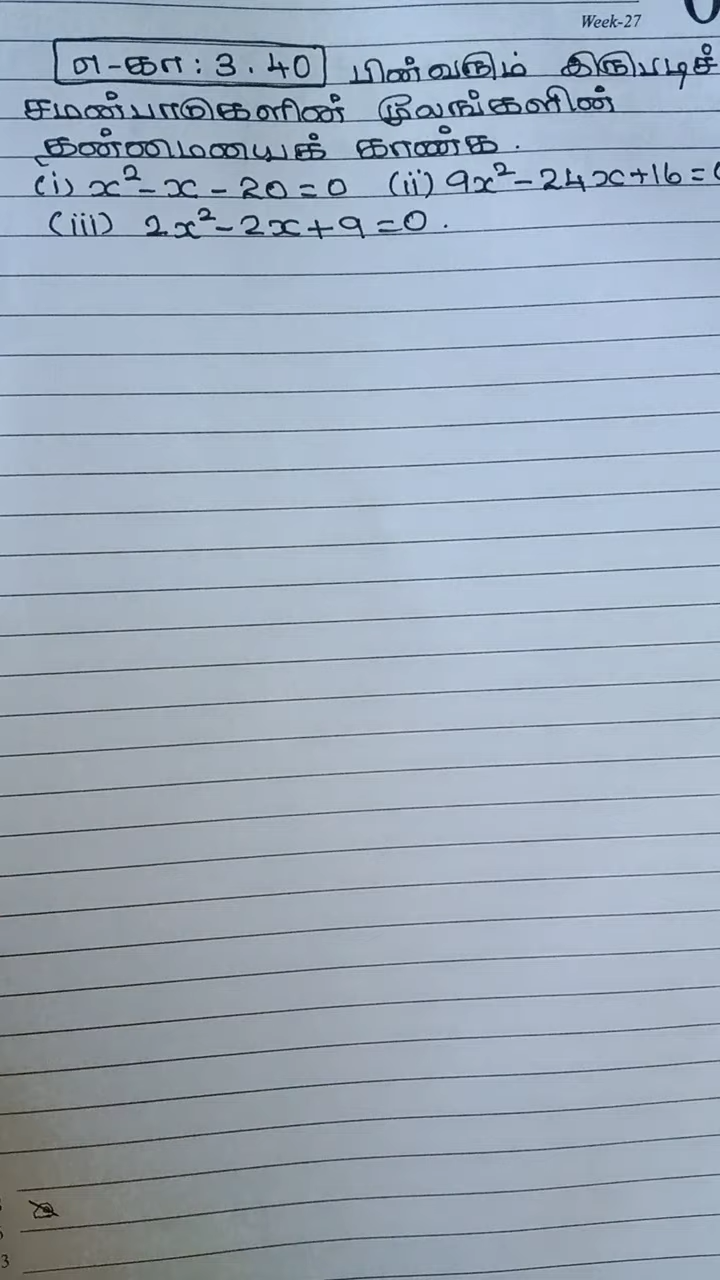 Week-27
எ-கா : 3.40 பின்வரும் இருபடிச்
சமன்பாடுகளின் மூலங்களின்
தன்மையைக் காண்க .
(i) x² - x - 20 = 0 (ii) 9x² - 24x + 16 =
(iii) 2x² - 2x + 9 = 0 .
3